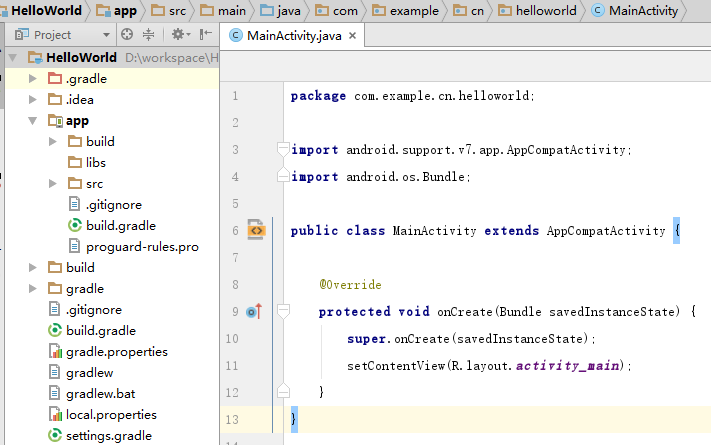 HelloWorld app src main java com example cn helloworld MainActivity
Project
MainActivity.java
HelloWorld D:\workspace\H
.gradle
.idea
app
build
libs
src
.gitignore
build.gradle
proguard-rules.pro
build
gradle
.gitignore
build.gradle
gradle.properties
gradlew
gradlew.bat
local.properties
settings.gradle
1 package com.example.cn.helloworld;
2
3 import android.support.v7.app.AppCompatActivity;
4 import android.os.Bundle;
5
6 public class MainActivity extends AppCompatActivity {
7
8 @Override
9 protected void onCreate(Bundle savedInstanceState) {
10 super.onCreate(savedInstanceState);
11 setContentView(R.layout.activity_main);
12 }
13 }